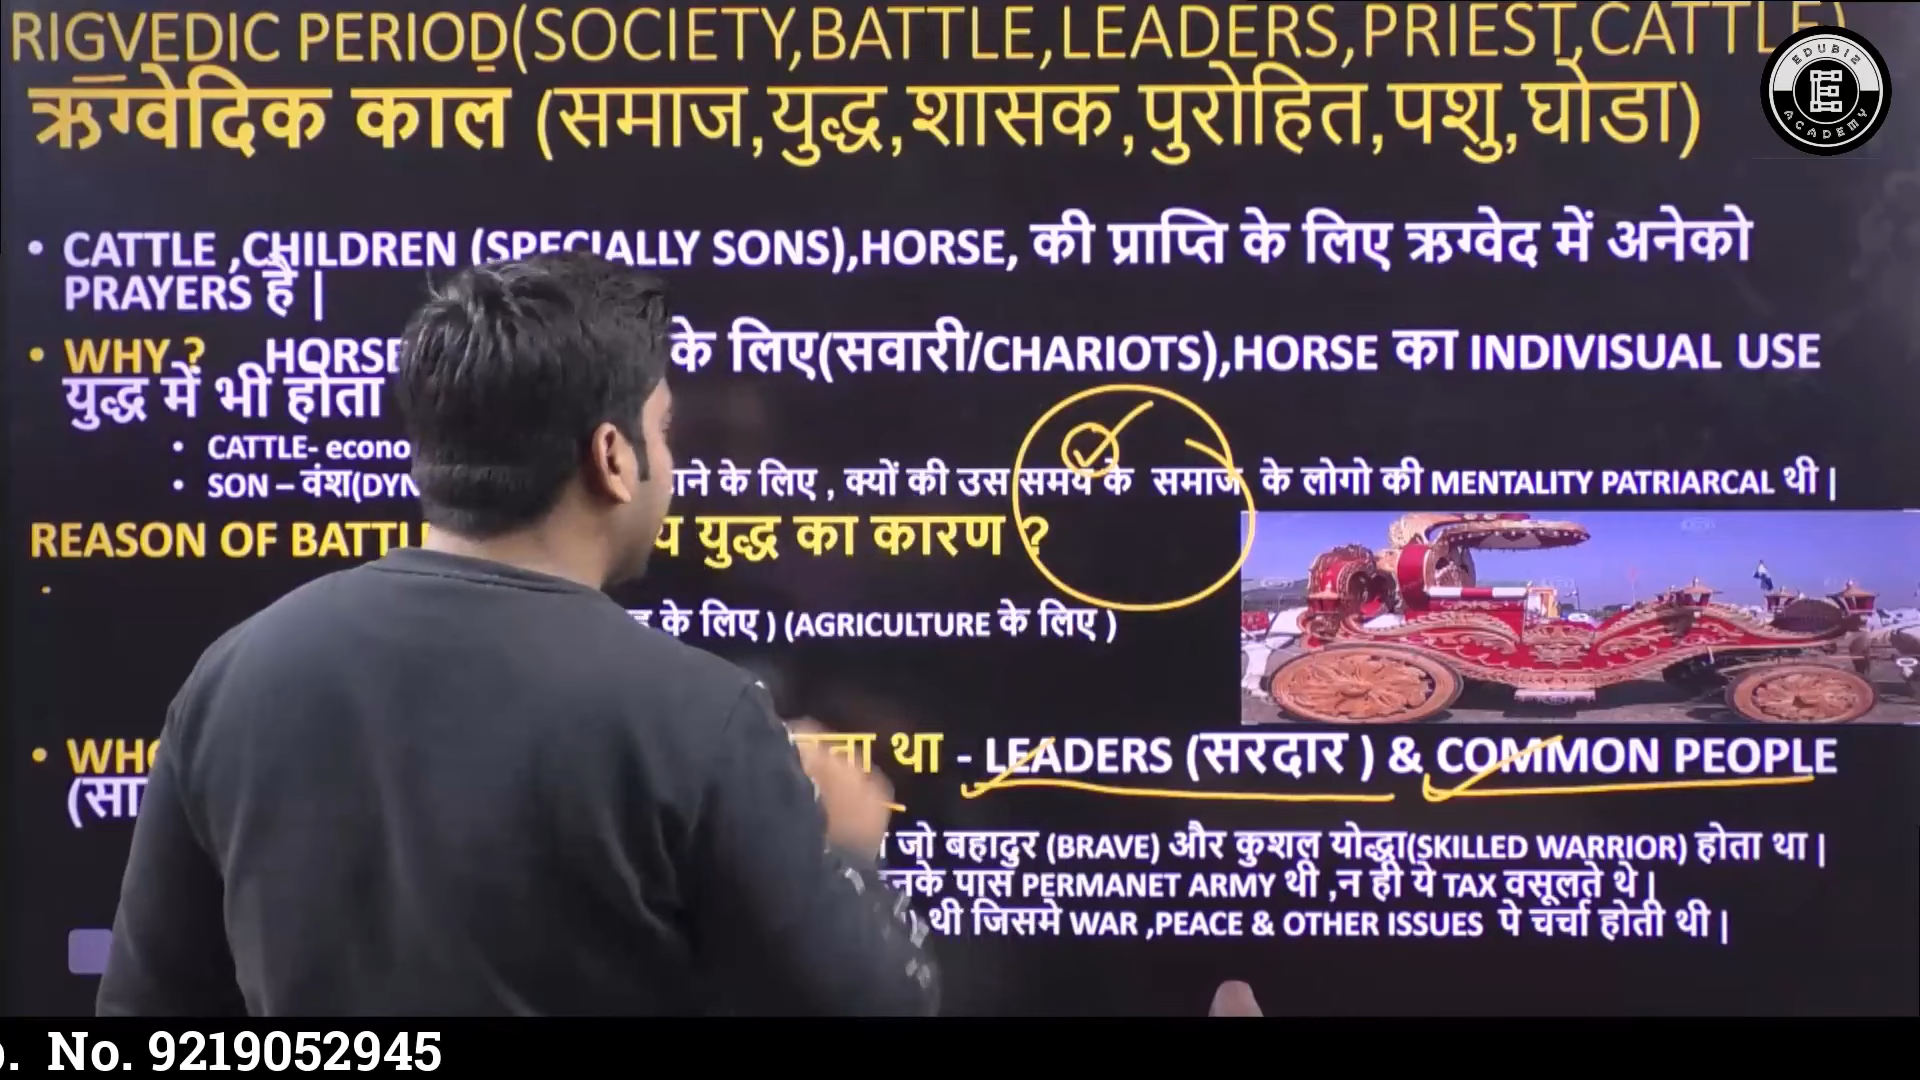 RIGVEDIC PERIOD(SOCIETY,BATTLE,LEADERS,PRIEST,CATTLE)
EDUBIZ
ACADEMY
ऋग्वेदिक काल (समाज,युद्ध,शासक,पुरोहित,पशु,घोडा)
• CATTLE ,CHILDREN (SPECIALLY SONS),HORSE, की प्राप्ति के लिए ऋग्वेद में अनेको
PRAYERS है |
• WHY ? HORSE के लिए(सवारी/CHARIOTS),HORSE का INDIVISUAL USE
युद्ध में भी होता
• CATTLE- econo
• SON – वंश(DYN के लिए , क्यों की उस समय के समाज के लोगो की MENTALITY PATRIARCAL थी |
REASON OF BATTL युद्ध का कारण ?
के लिए ) (AGRICULTURE के लिए )
• WHO था - LEADERS (सरदार ) & COMMON PEOPLE
(सा
जो बहादुर (BRAVE) और कुशल योद्धा(SKILLED WARRIOR) होता था |
पास PERMANET ARMY थी ,न ही ये TAX वसूलते थे |
थी जिसमे WAR ,PEACE & OTHER ISSUES पे चर्चा होती थी |
No. 9219052945